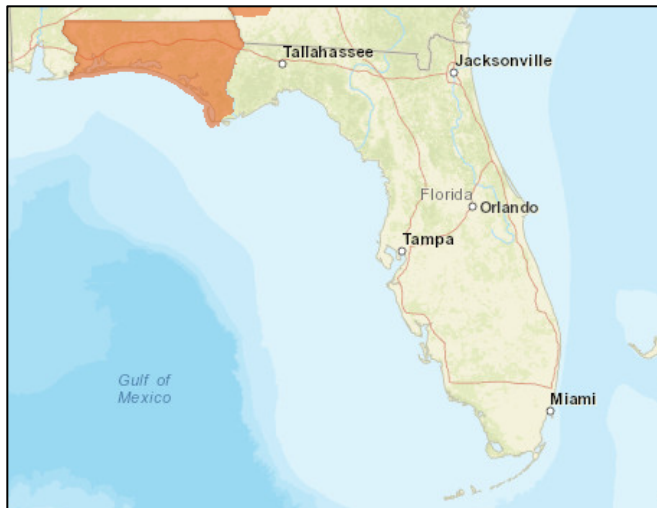 Tallahassee
Jacksonville
Florida
Orlando
Tampa
Gulf of
Mexico
Miami